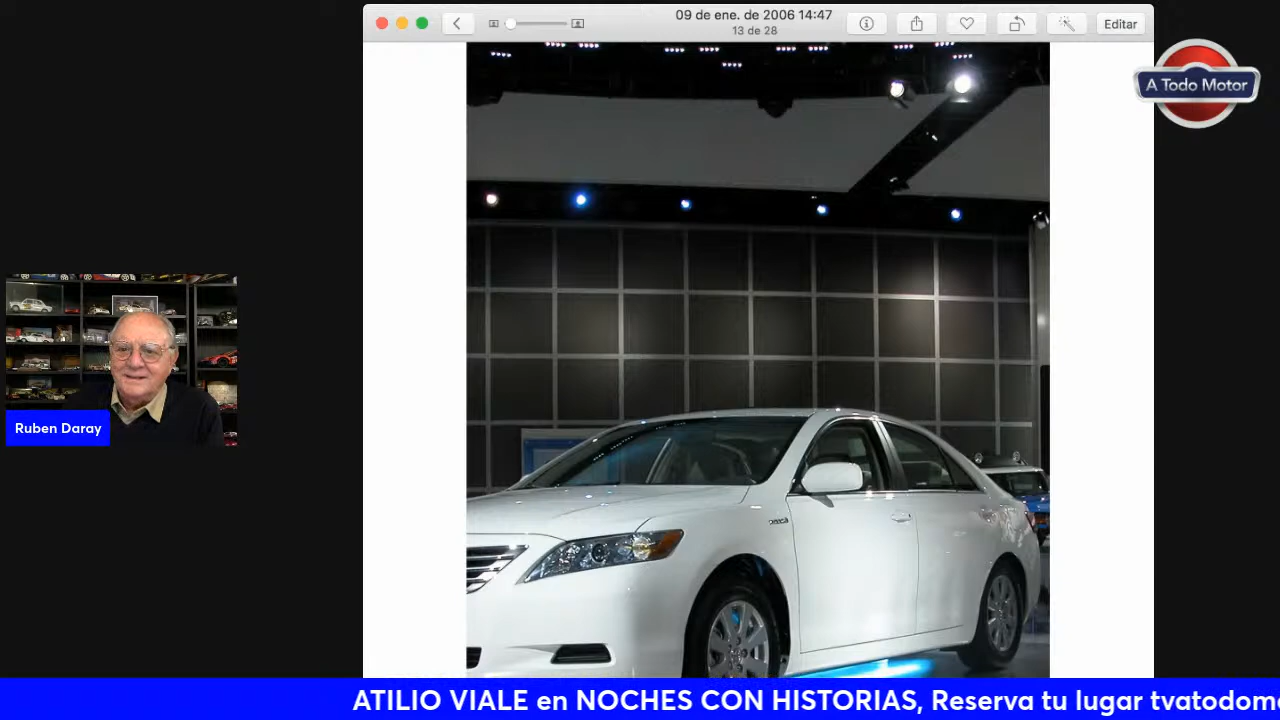 09 de ene. de 2006 14:47
13 de 28
Editar
A Todo Motor
Ruben Daray
ATILIO VIALE en NOCHES CON HISTORIAS, Reserva tu lugar tvatodomo